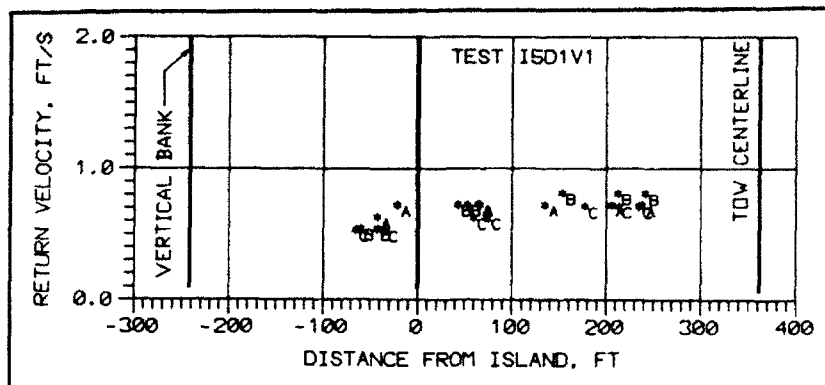 TEST I5D1V1
RETURN VELOCITY, FT/S
2.0
1.0
0.0
VERTICAL BANK
TOW CENTERLINE
A
B
B
B
A
C
A
C
A
C
C
C
-300
-200
-100
0
100
200
300
400
DISTANCE FROM ISLAND, FT